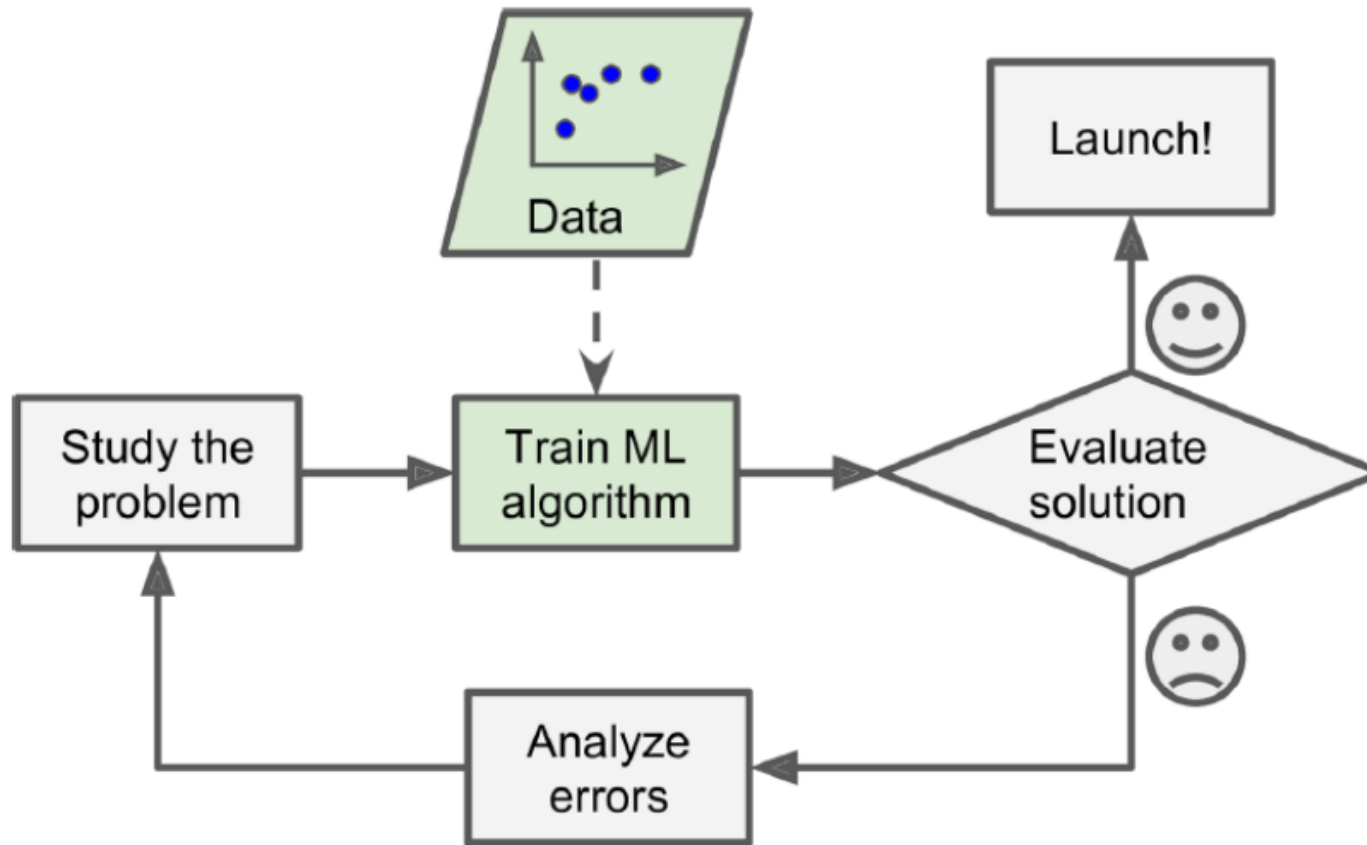 Data
Launch!
Study the
problem
Train ML
algorithm
Evaluate
solution
Analyze
errors